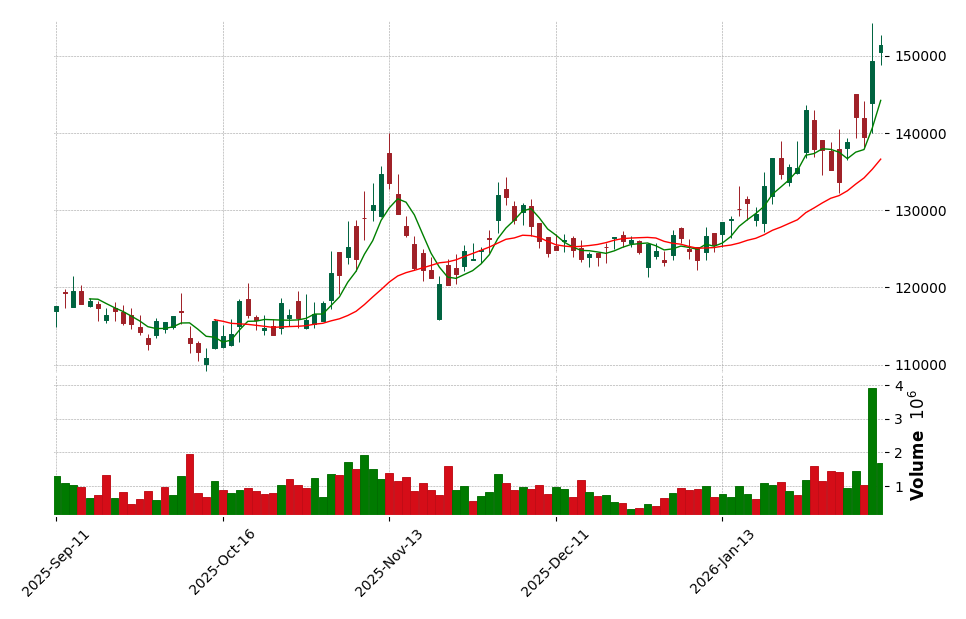 150000
140000
130000
120000
110000
4
3
2
1
Volume 10^6
2025-Sep-11
2025-Oct-16
2025-Nov-13
2025-Dec-11
2026-Jan-13